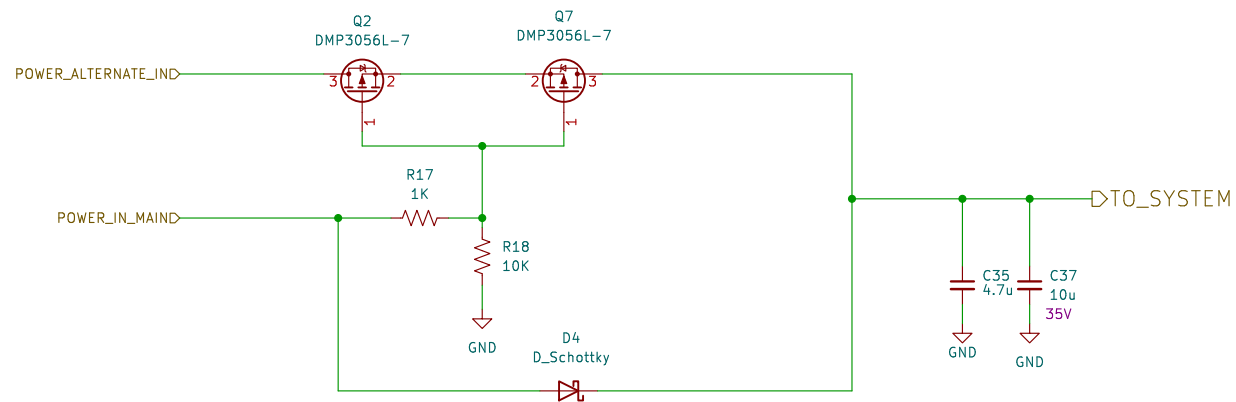 Q2
DMP3056L-7
Q7
DMP3056L-7
POWER_ALTERNATE_IN
3
2
2
3
1
1
R17
1K
POWER_IN_MAIN
TO_SYSTEM
R18
10K
GND
C35
4.7u
C37
10u
35V
GND
GND
D4
D_Schottky